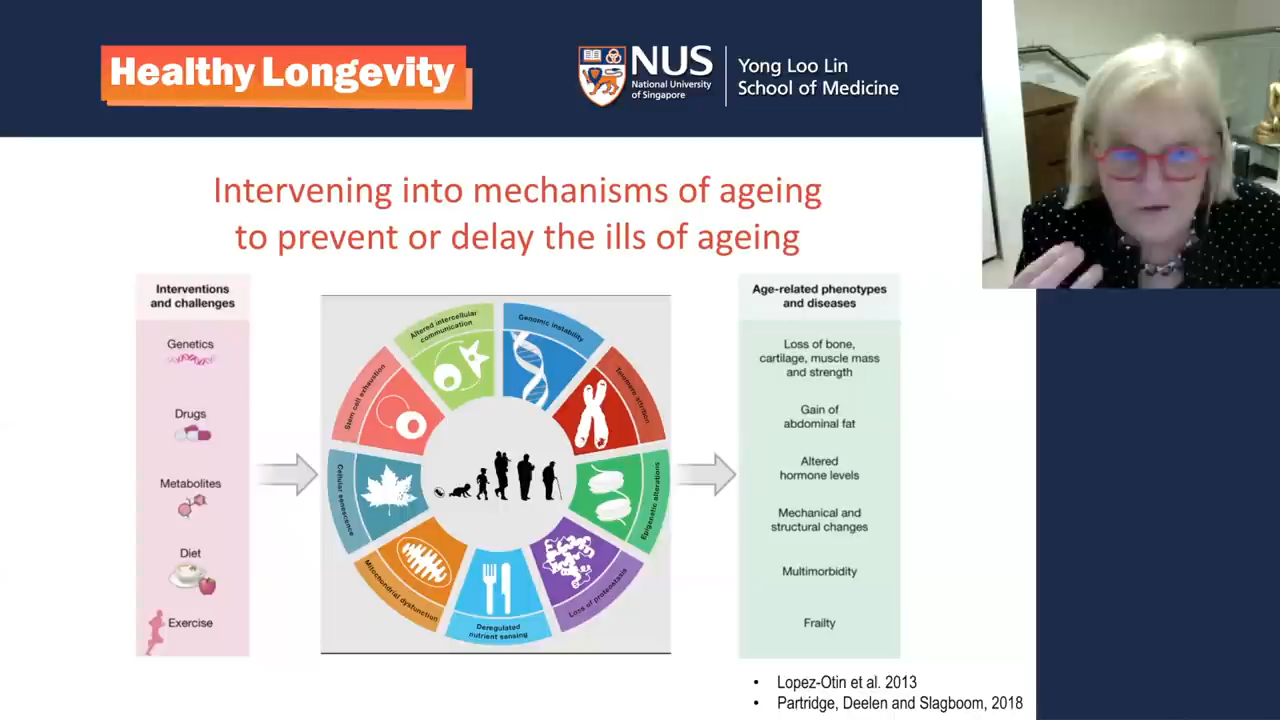 Healthy Longevity
NUS
National University
of Singapore
Yong Loo Lin
School of Medicine
Intervening into mechanisms of ageing
to prevent or delay the ills of ageing
Interventions
and challenges
Genetics
Drugs
Metabolites
Diet
Exercise
Altered intercellular
communication
Genomic instability
Telomere attrition
Epigenetic alterations
Loss of proteostasis
Deregulated
nutrient sensing
Mitochondrial dysfunction
Cellular senescence
Stem cell exhaustion
Age-related phenotypes
and diseases
Loss of bone,
cartilage, muscle mass
and strength
Gain of
abdominal fat
Altered
hormone levels
Mechanical and
structural changes
Multimorbidity
Frailty
• Lopez-Otin et al. 2013
• Partridge, Deelen and Slagboom, 2018